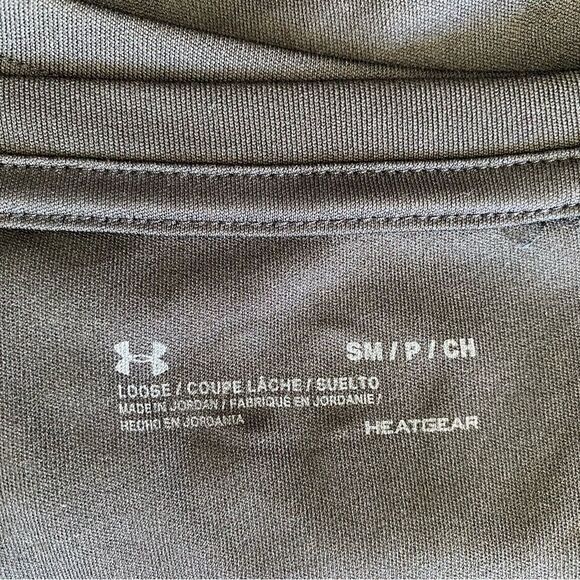 SM / P / CH
LOOSE / COUPE LÂCHE / SUELTO
MADE IN JORDAN / FABRIQUÉ EN JORDANIE /
HECHO EN JORDANIA
HEATGEAR